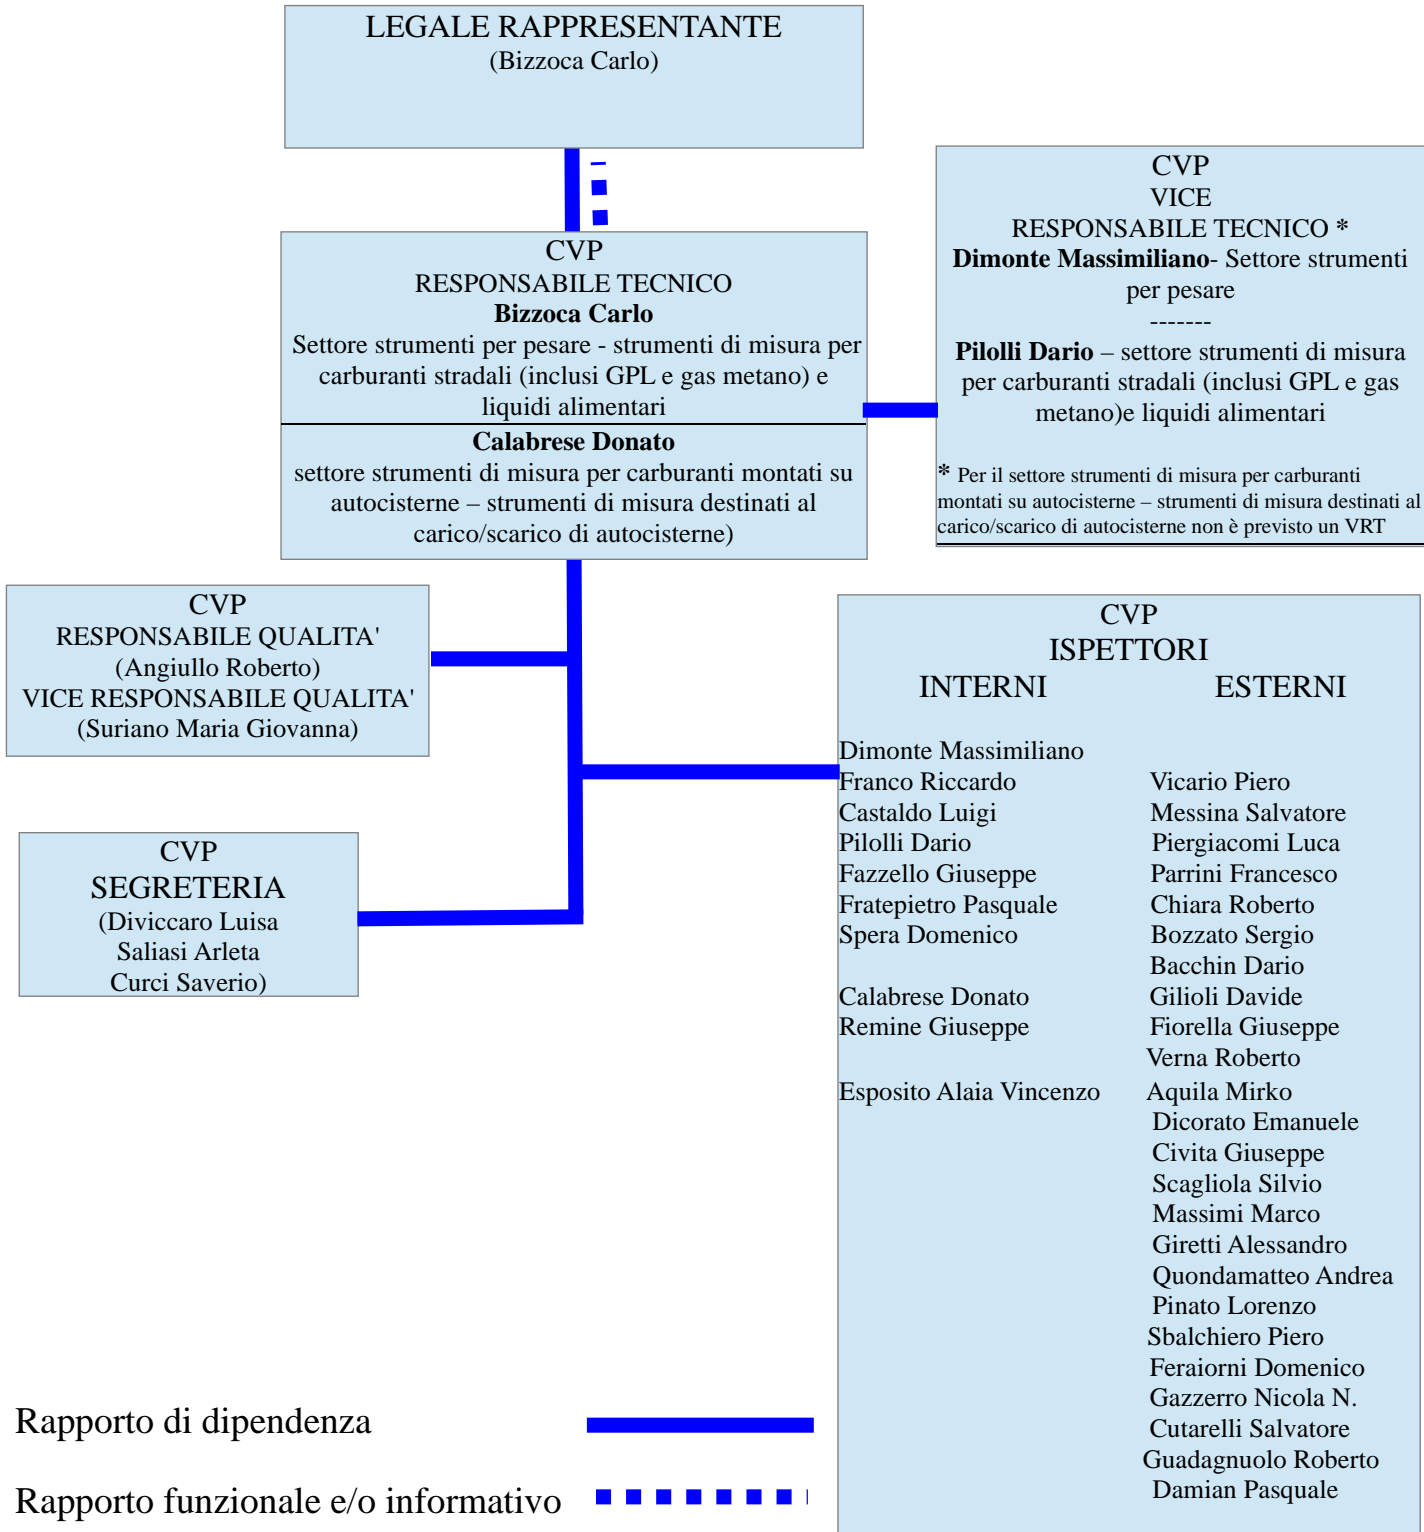 LEGALE RAPPRESENTANTE
(Bizzoca Carlo)
CVP
RESPONSABILE TECNICO
Bizzoca Carlo
Settore strumenti per pesare - strumenti di misura per
carburanti stradali (inclusi GPL e gas metano) e
liquidi alimentari
Calabrese Donato
settore strumenti di misura per carburanti montati su
autocisterne – strumenti di misura destinati al
carico/scarico di autocisterne)
CVP
VICE
RESPONSABILE TECNICO *
Dimonte Massimiliano- Settore strumenti
per pesare
-------
Pilolli Dario – settore strumenti di misura
per carburanti stradali (inclusi GPL e gas
metano)e liquidi alimentari
* Per il settore strumenti di misura per carburanti
montati su autocisterne – strumenti di misura destinati al
carico/scarico di autocisterne non è previsto un VRT
CVP
RESPONSABILE QUALITA'
(Angiullo Roberto)
VICE RESPONSABILE QUALITA'
(Suriano Maria Giovanna)
CVP
SEGRETERIA
(Diviccaro Luisa
Saliasi Arleta
Curci Saverio)
CVP
ISPETTORI
INTERNI ESTERNI
Dimonte Massimiliano
Franco Riccardo Vicario Piero
Castaldo Luigi Messina Salvatore
Pilolli Dario Piergiacomi Luca
Fazzello Giuseppe Parrini Francesco
Fratepietro Pasquale Chiara Roberto
Spera Domenico Bozzato Sergio
Bacchin Dario
Calabrese Donato Gilioli Davide
Remine Giuseppe Fiorella Giuseppe
Verna Roberto
Esposito Alaia Vincenzo Aquila Mirko
Dicorato Emanuele
Civita Giuseppe
Scagliola Silvio
Massimi Marco
Giretti Alessandro
Quondamatteo Andrea
Pinato Lorenzo
Sbalchiero Piero
Feraiorni Domenico
Gazzerro Nicola N.
Cutarelli Salvatore
Guadagnuolo Roberto
Damian Pasquale
Rapporto di dipendenza
Rapporto funzionale e/o informativo